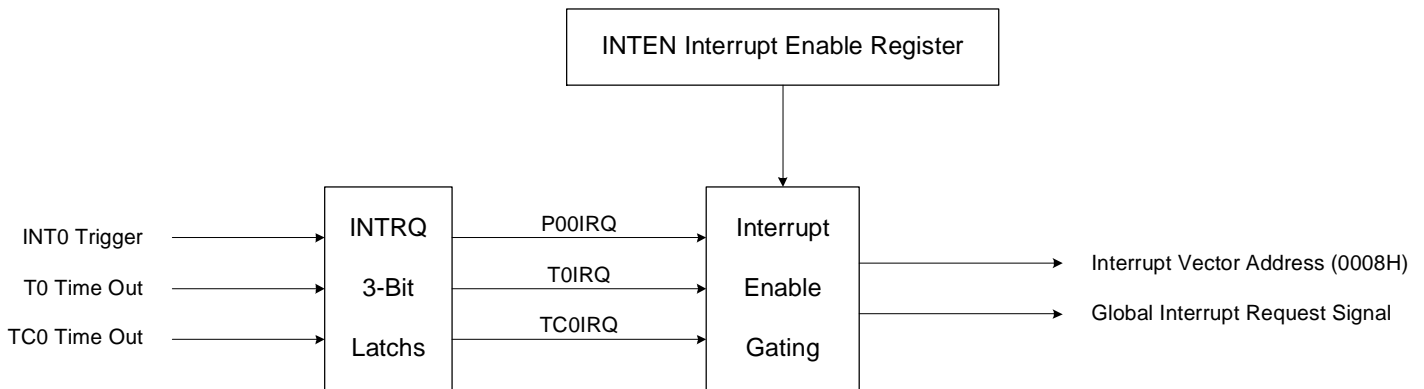 INTEN Interrupt Enable Register
INT0 Trigger
T0 Time Out
TC0 Time Out
INTRQ
3-Bit
Latchs
P00IRQ
T0IRQ
TC0IRQ
Interrupt
Enable
Gating
Interrupt Vector Address (0008H)
Global Interrupt Request Signal